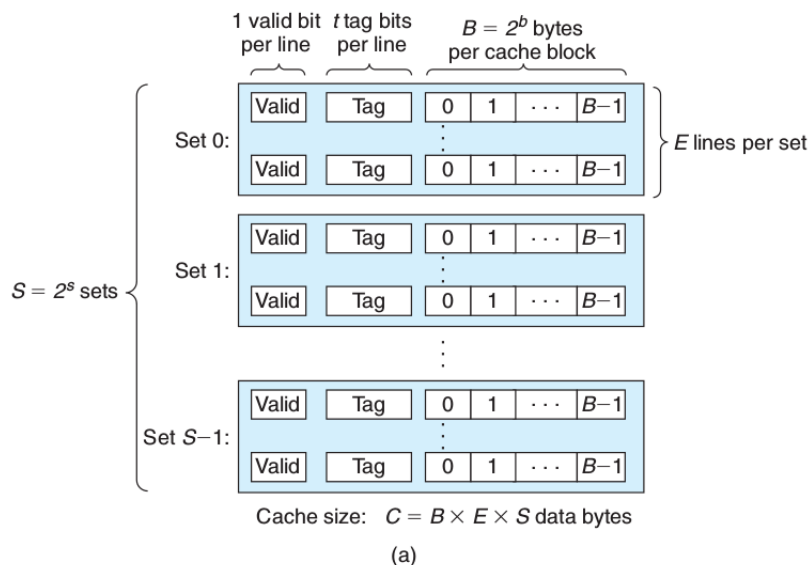 1 valid bit per line
t tag bits per line
B = 2^b bytes per cache block
Valid Tag 0 1 · · · B–1
Set 0:
Valid Tag 0 1 · · · B–1
E lines per set
Valid Tag 0 1 · · · B–1
Set 1:
Valid Tag 0 1 · · · B–1
S = 2^s sets
Valid Tag 0 1 · · · B–1
Set S–1:
Valid Tag 0 1 · · · B–1
Cache size: C = B × E × S data bytes
(a)